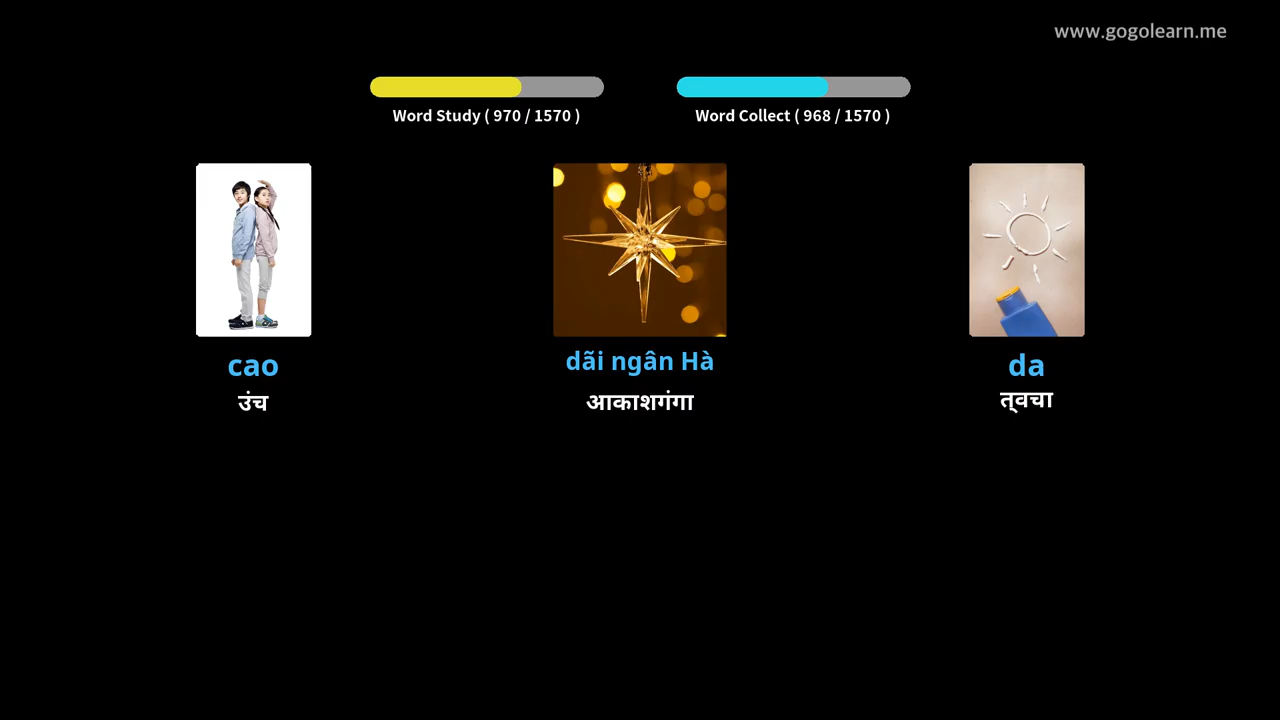 www.gogolearn.me
Word Study ( 970 / 1570 )
Word Collect ( 968 / 1570 )
cao
उंच
dãi ngân Hà
आकाशगंगा
da
त्वचा